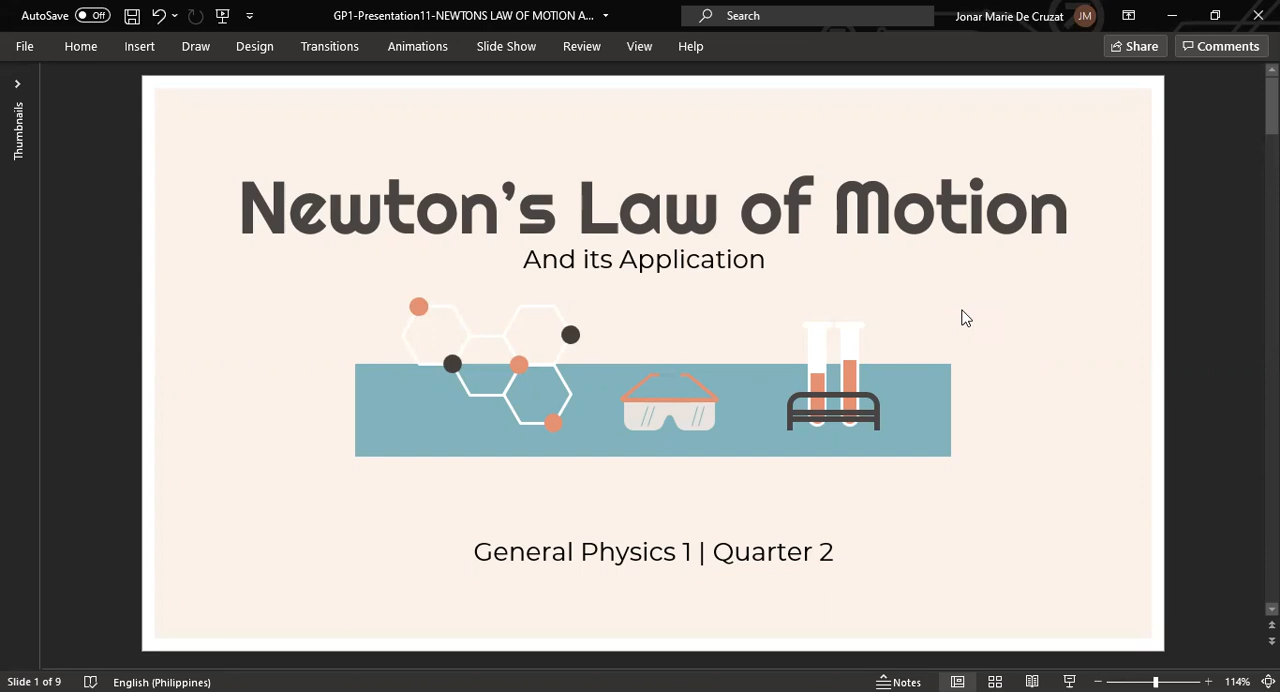 AutoSave Off GP1-Presentation11-NEWTONS LAW OF MOTION A... Search Jonar Marie De Cruzat JM
File Home Insert Draw Design Transitions Animations Slide Show Review View Help Share Comments
Thumbnails
Newton's Law of Motion
And its Application
General Physics 1 | Quarter 2
Slide 1 of 9 English (Philippines) Notes 114%